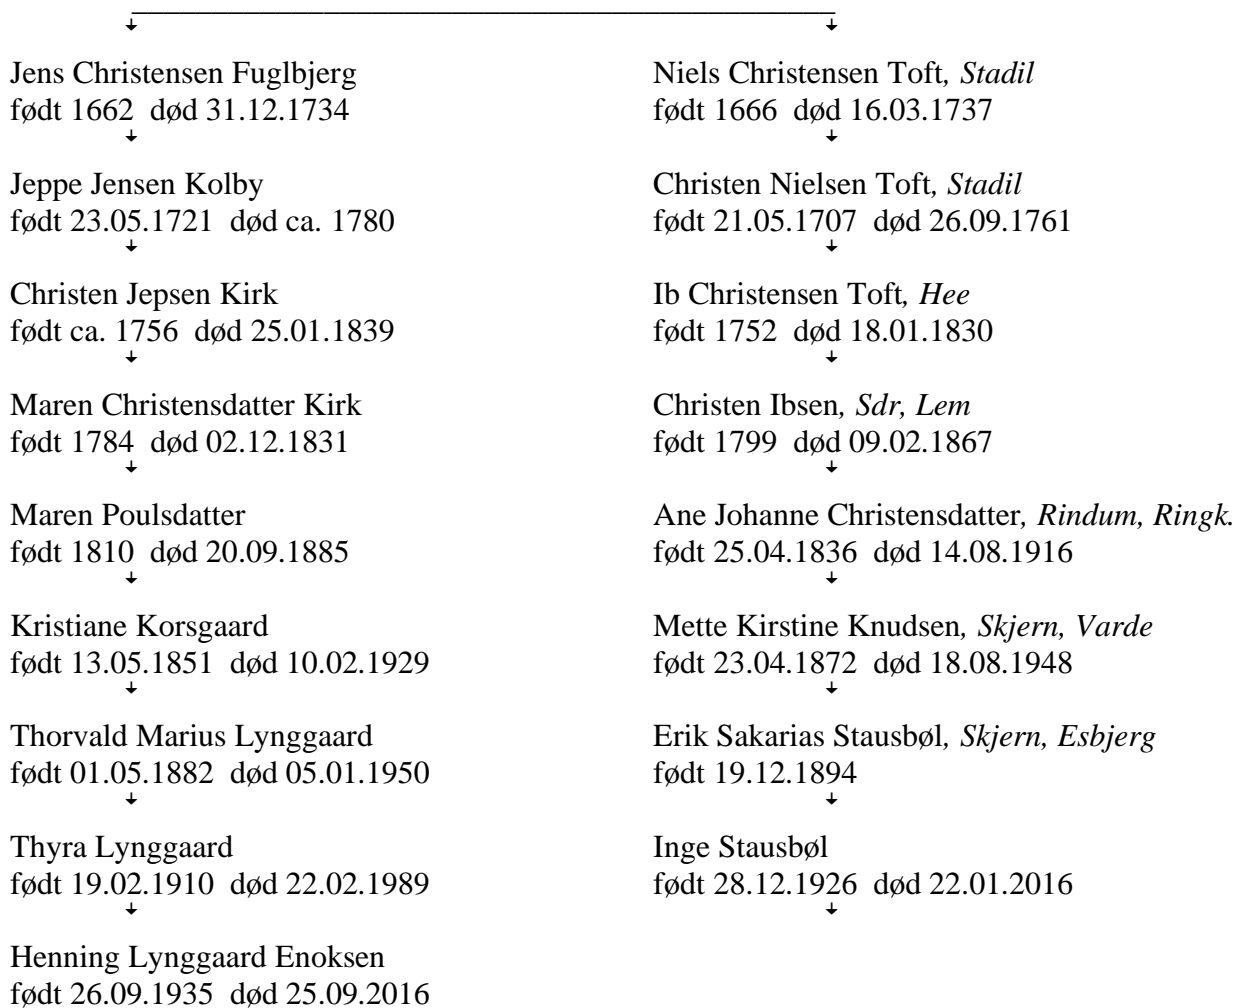 Jens Christensen Fuglbjerg
født 1662 død 31.12.1734
Niels Christensen Toft, Stadil
født 1666 død 16.03.1737
Jeppe Jensen Kolby
født 23.05.1721 død ca. 1780
Christen Nielsen Toft, Stadil
født 21.05.1707 død 26.09.1761
Christen Jepsen Kirk
født ca. 1756 død 25.01.1839
Ib Christensen Toft, Hee
født 1752 død 18.01.1830
Maren Christensdatter Kirk
født 1784 død 02.12.1831
Christen Ibsen, Sdr, Lem
født 1799 død 09.02.1867
Maren Poulsdatter
født 1810 død 20.09.1885
Ane Johanne Christensdatter, Rindum, Ringk.
født 25.04.1836 død 14.08.1916
Kristiane Korsgaard
født 13.05.1851 død 10.02.1929
Mette Kirstine Knudsen, Skjern, Varde
født 23.04.1872 død 18.08.1948
Thorvald Marius Lynggaard
født 01.05.1882 død 05.01.1950
Erik Sakarias Stausbøl, Skjern, Esbjerg
født 19.12.1894
Thyra Lynggaard
født 19.02.1910 død 22.02.1989
Inge Stausbøl
født 28.12.1926 død 22.01.2016
Henning Lynggaard Enoksen
født 26.09.1935 død 25.09.2016